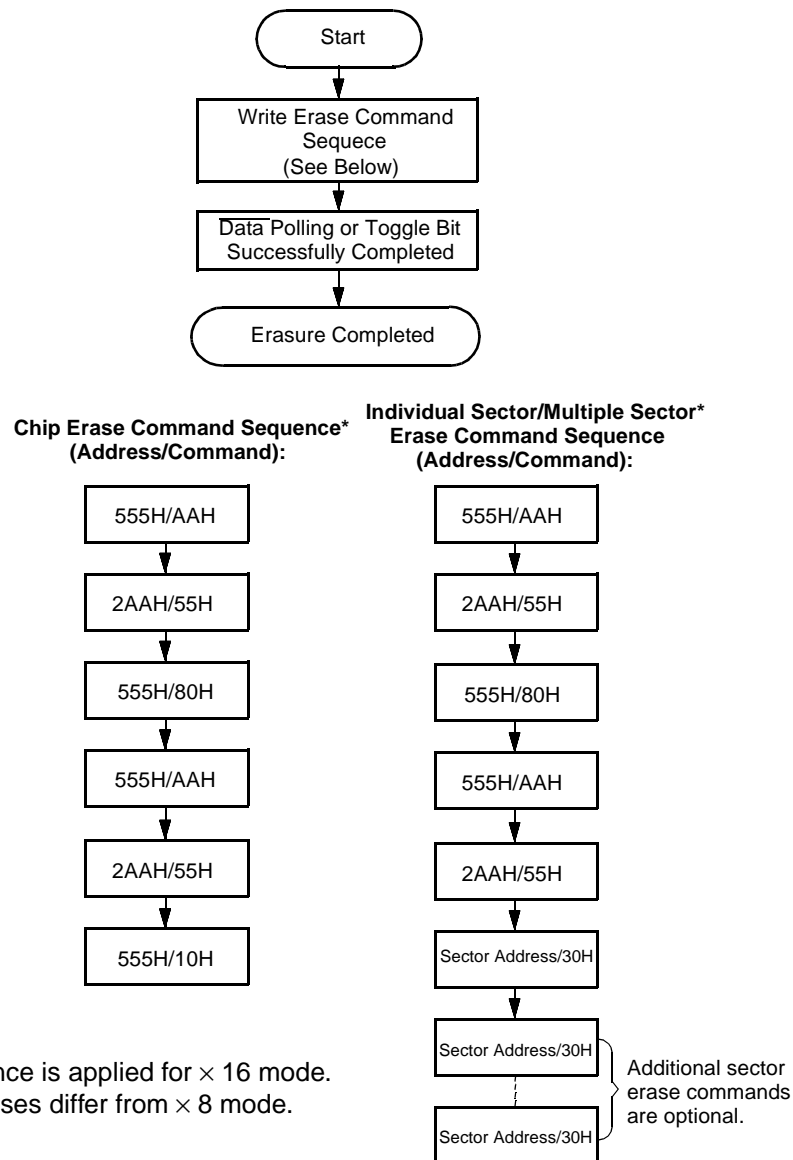 Start
Write Erase Command
Sequece
(See Below)
Data Polling or Toggle Bit
Successfully Completed
Erasure Completed
Chip Erase Command Sequence*
(Address/Command):
555H/AAH
2AAH/55H
555H/80H
555H/AAH
2AAH/55H
555H/10H
Individual Sector/Multiple Sector*
Erase Command Sequence
(Address/Command):
555H/AAH
2AAH/55H
555H/80H
555H/AAH
2AAH/55H
Sector Address/30H
Sector Address/30H
Sector Address/30H
Additional sector
erase commands
are optional.
is applied for × 16 mode.
differ from × 8 mode.